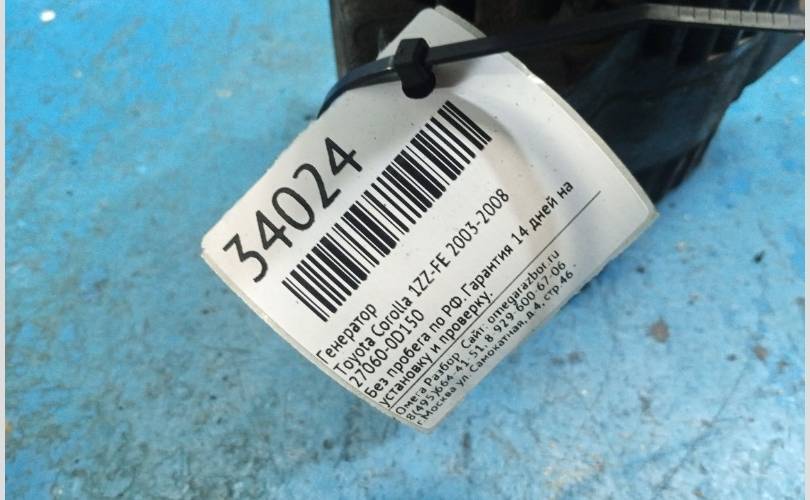 34024
Генератор
Toyota Corolla 1ZZ-FE 2003-2008
27060-0D150
Без пробега по РФ.Гарантия 14 дней на
установку и проверку.
Омега Разбор Сайт: omegarazbor.ru
8(495)664-41-51. 8 929-600-67-06
г Москва ул Самокатная, д 4, стр.46